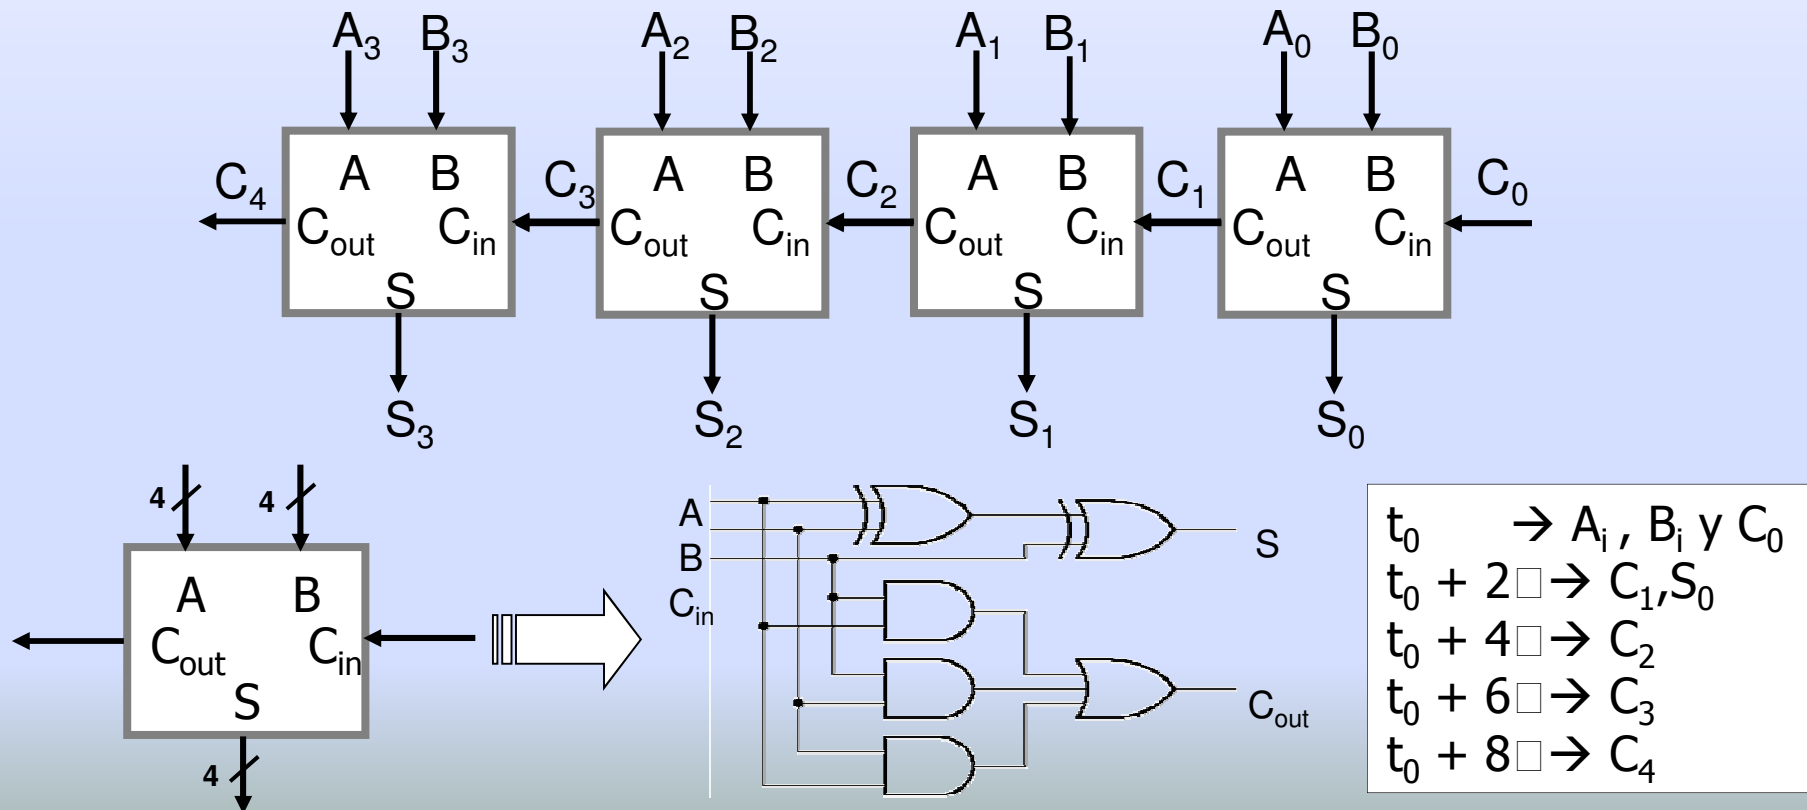 A₃ B₃ A₂ B₂ A₁ B₁ A₀ B₀
A B A B A B A B
C₄ C₃ C₂ C₁ C₀
Cout Cin Cout Cin Cout Cin Cout Cin
S S S S
S₃ S₂ S₁ S₀
4 4
A B
Cout Cin
S
4
A
B
Cin
S
Cout
t₀ → Aᵢ , Bᵢ y C₀
t₀ + 2□→ C₁,S₀
t₀ + 4□→ C₂
t₀ + 6□→ C₃
t₀ + 8□→ C₄